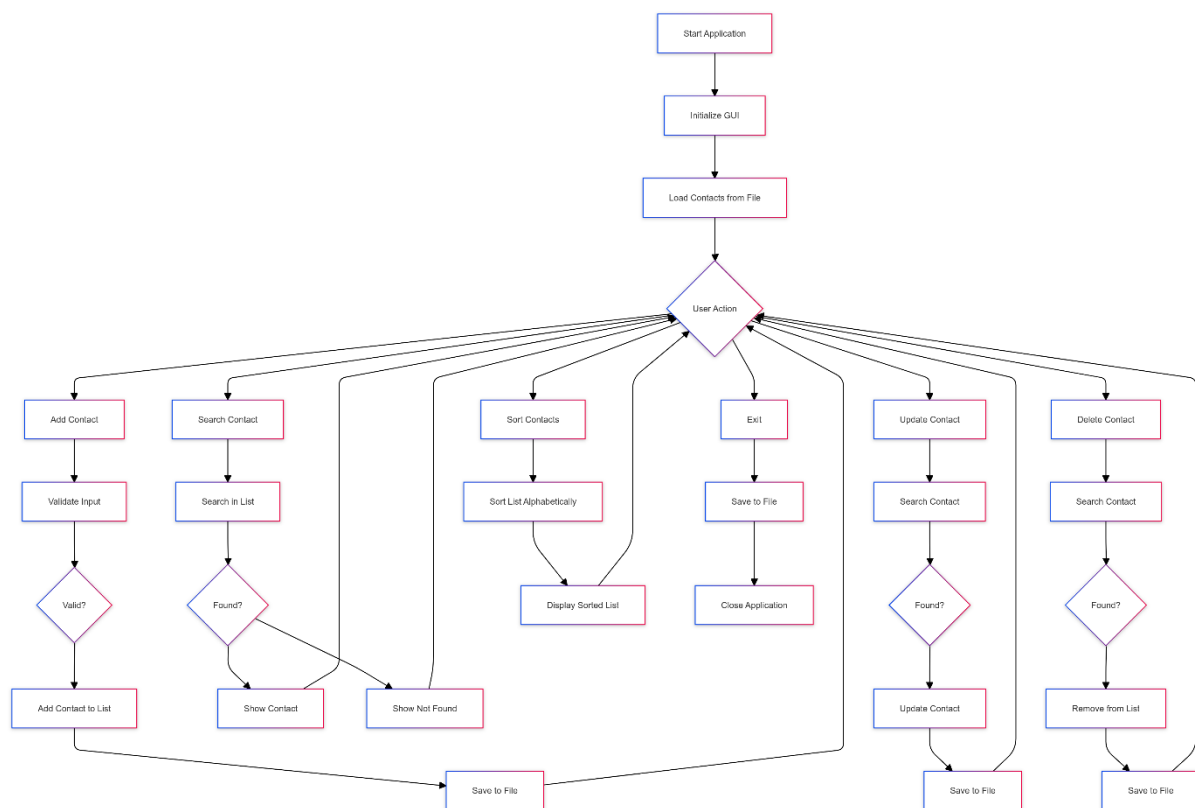 Start Application
Initialize GUI
Load Contacts from File
User Action
Add Contact
Search Contact
Sort Contacts
Exit
Update Contact
Delete Contact
Validate Input
Search in List
Sort List Alphabetically
Save to File
Search Contact
Search Contact
Valid?
Found?
Display Sorted List
Close Application
Found?
Found?
Add Contact to List
Show Contact
Show Not Found
Update Contact
Remove from List
Save to File
Save to File
Save to File